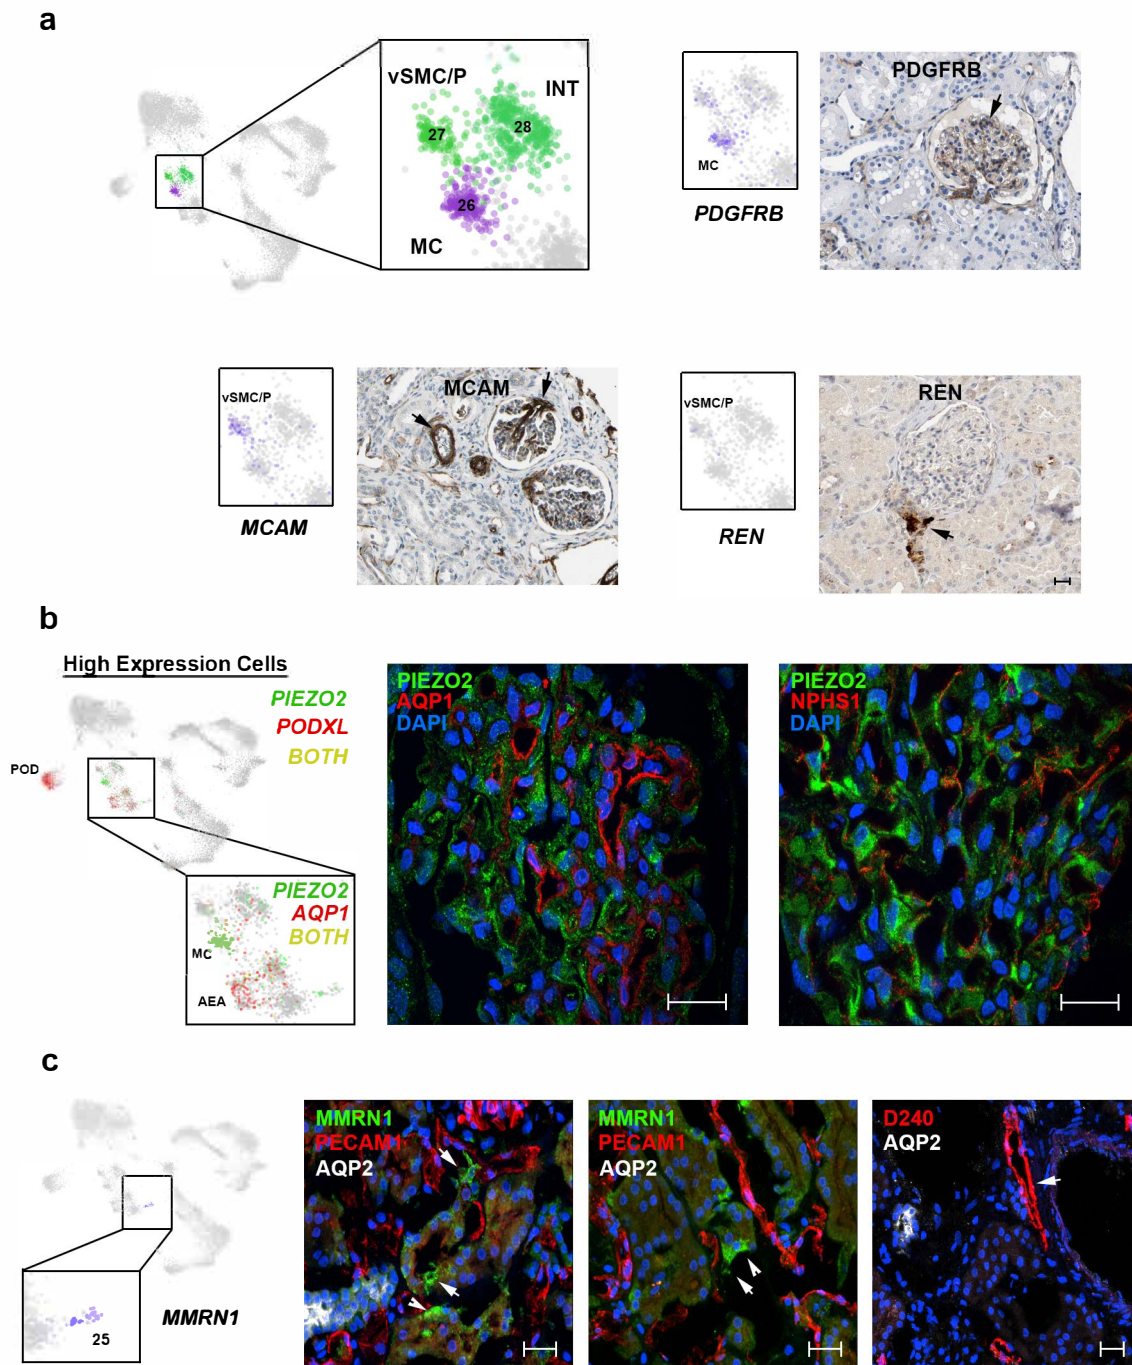 a
vSMC/P
INT
27
28
26
MC
MC
PDGFRB
PDGFRB
vSMC/P
MCAM
MCAM
vSMC/P
REN
REN
b
High Expression Cells
PIEZO2
PODXL
BOTH
POD
PIEZO2
AQP1
BOTH
MC
AEA
PIEZO2
AQP1
DAPI
PIEZO2
NPHS1
DAPI
c
25
MMRN1
MMRN1
PECAM1
AQP2
MMRN1
PECAM1
AQP2
D240
AQP2